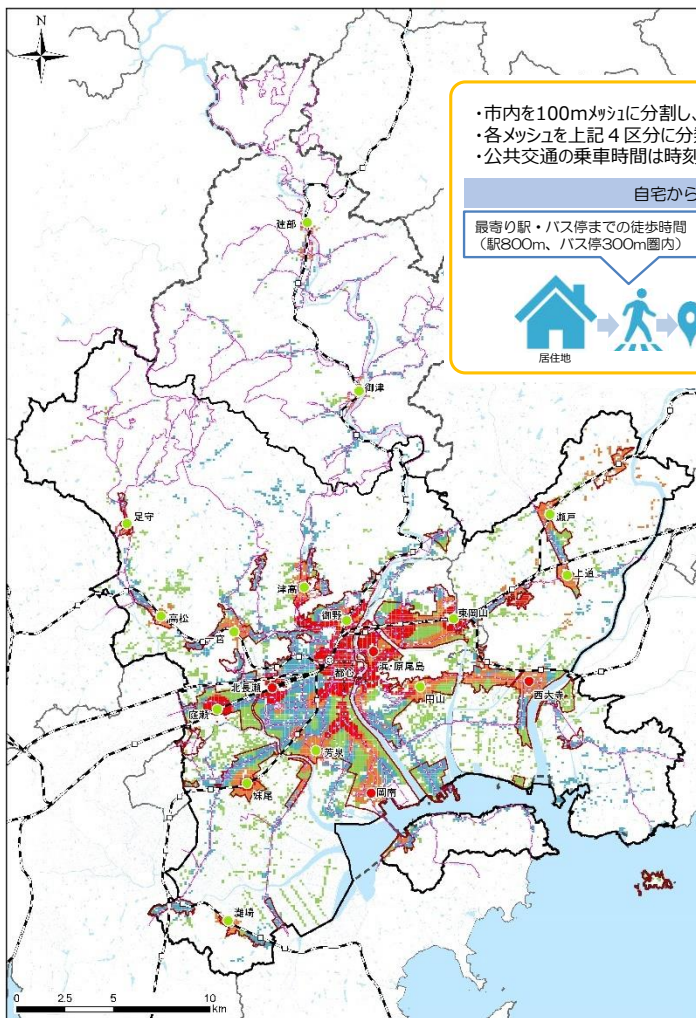 N
・市内を100mメッシュに分割し、
・各メッシュを上記４区分に分
・公共交通の乗車時間は時刻
自宅から
最寄り駅・バス停までの徒歩時間
（駅800m、バス停300m圏内）
居住地
建部
御津
足守
瀬戸
上道
津高
高松
御野
東岡山
一宮
都心
浜・原尾島
北長瀬
円山
西大寺
庭瀬
芳泉
妹尾
岡南
灘崎
0 2.5 5 10
km